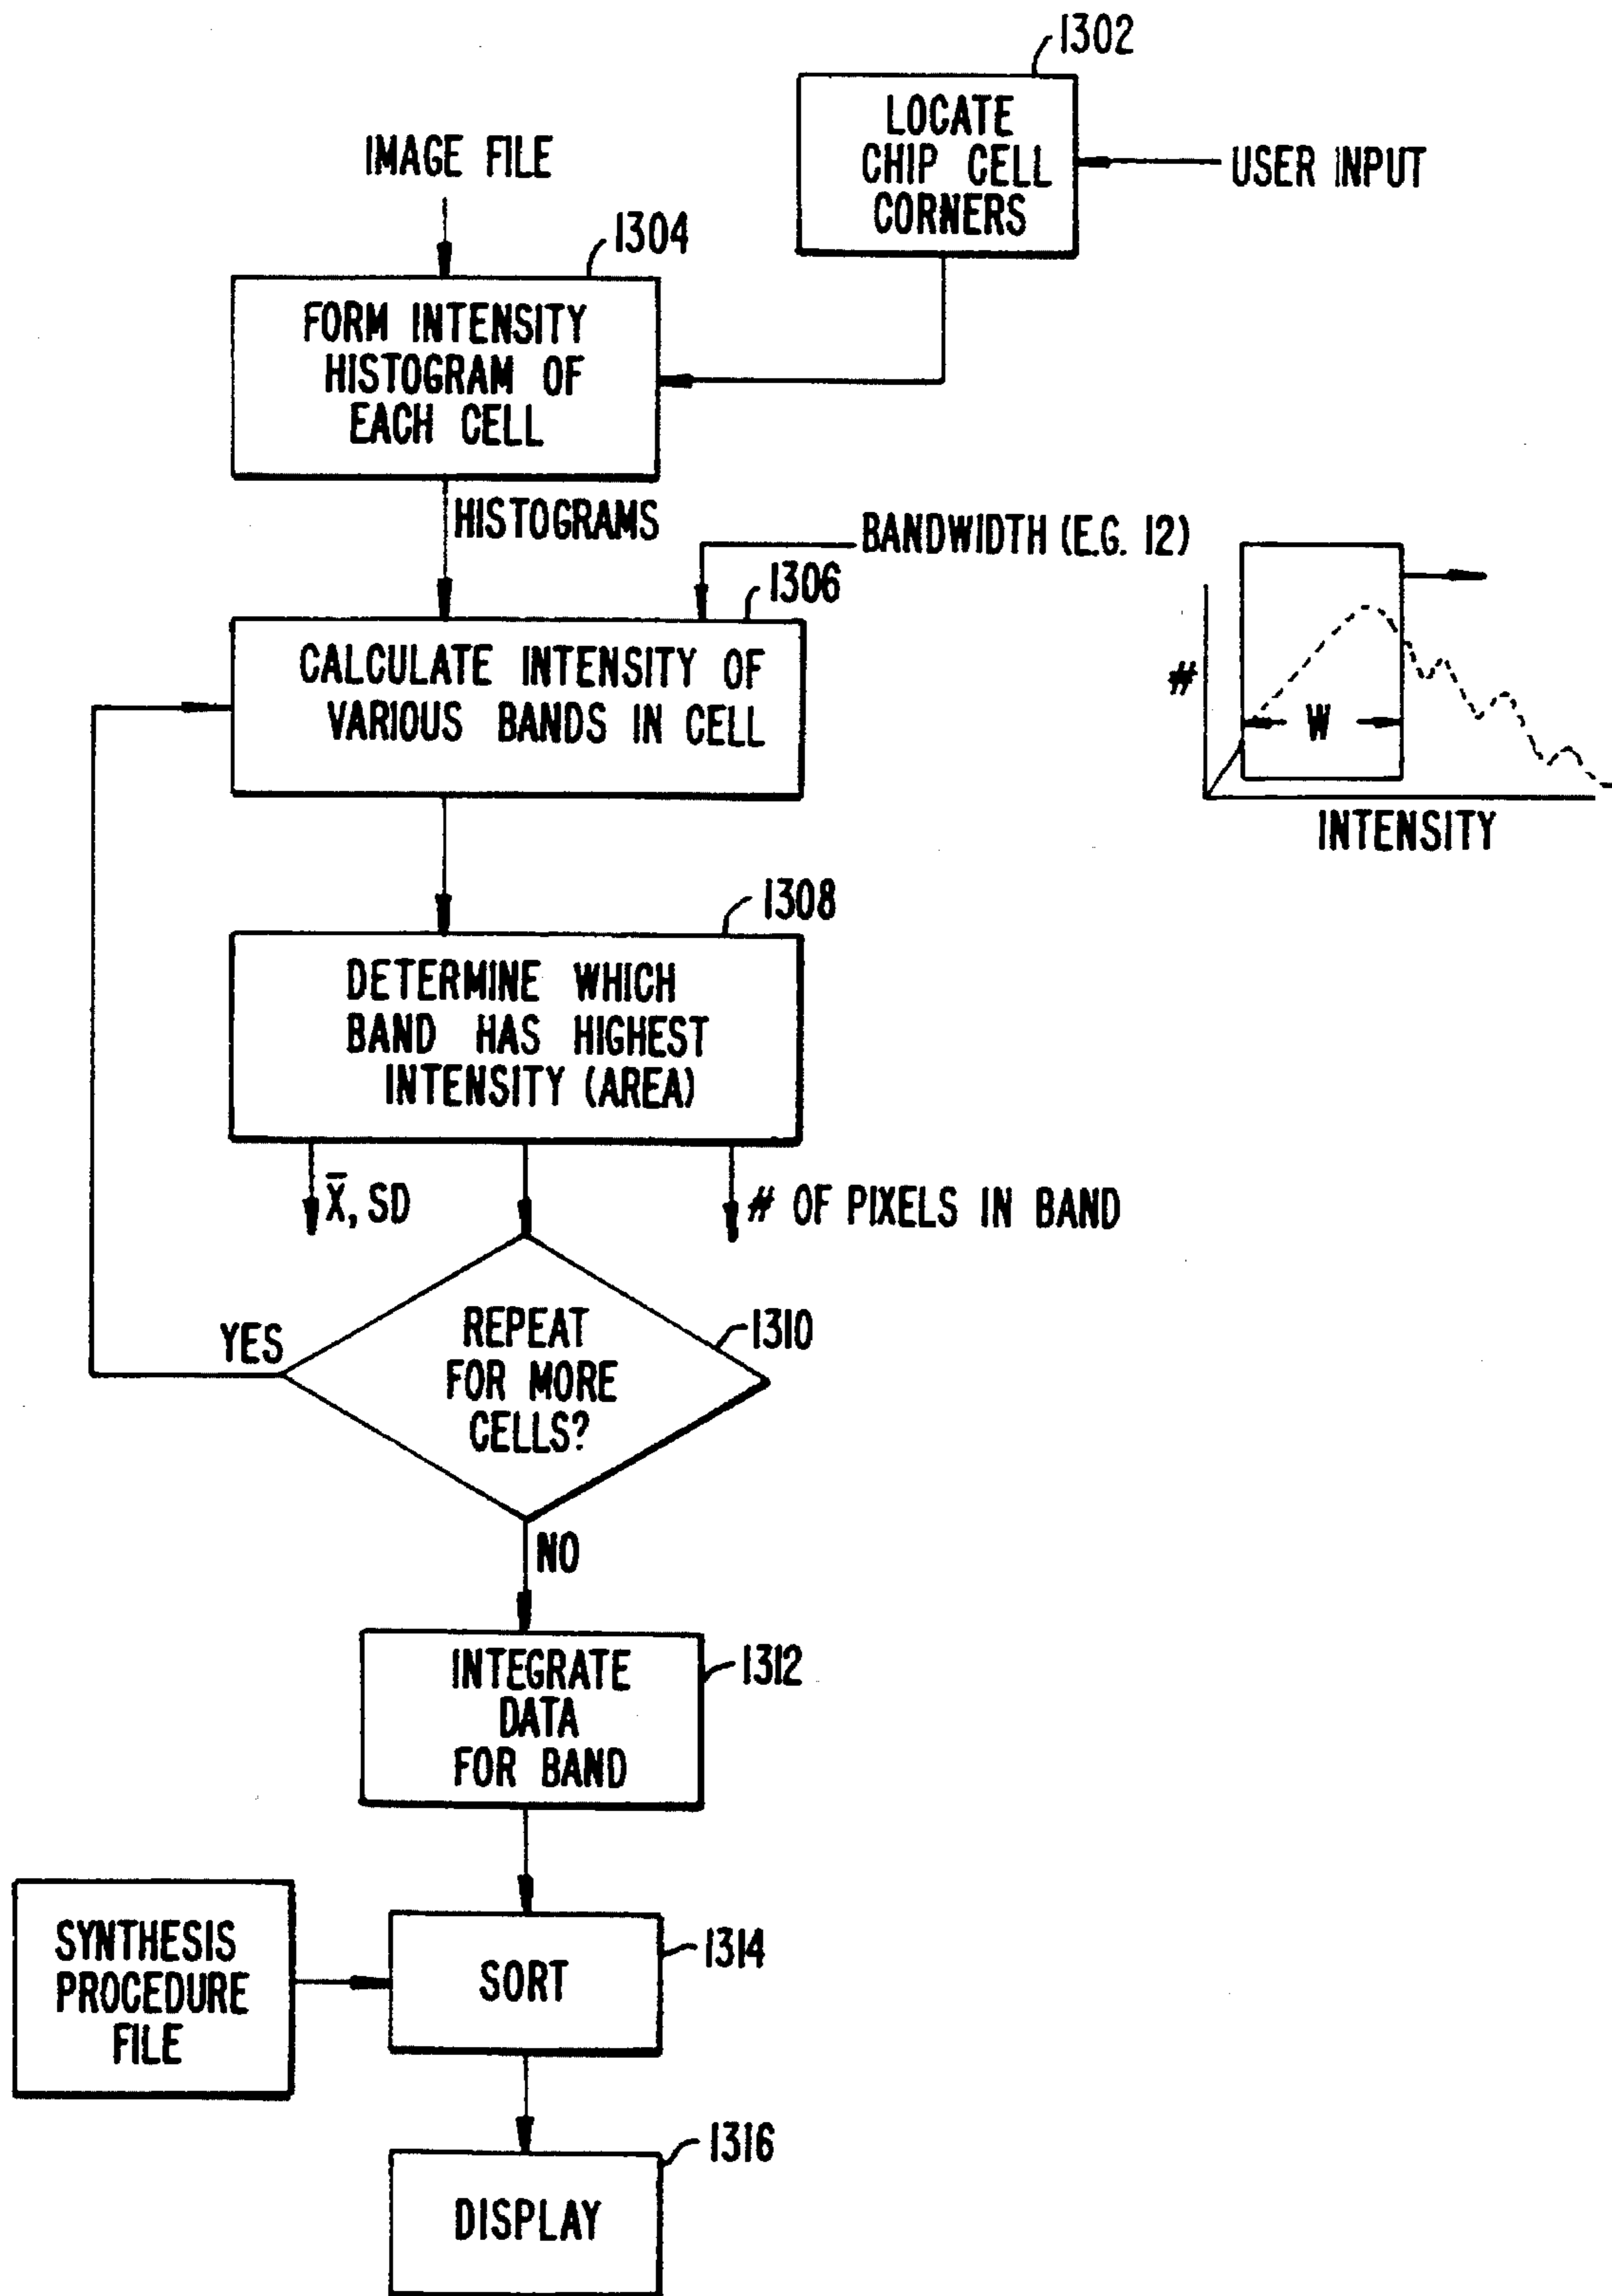 1302
LOCATE
CHIP CELL
CORNERS
USER INPUT
IMAGE FILE
1304
FORM INTENSITY
HISTOGRAM OF
EACH CELL
HISTOGRAMS
BANDWIDTH (E.G. 12)
1306
CALCULATE INTENSITY OF
VARIOUS BANDS IN CELL
#
W
INTENSITY
1308
DETERMINE WHICH
BAND HAS HIGHEST
INTENSITY (AREA)
X̄, SD
# OF PIXELS IN BAND
1310
REPEAT
FOR MORE
CELLS?
YES
NO
1312
INTEGRATE
DATA
FOR BAND
SYNTHESIS
PROCEDURE
FILE
1314
SORT
1316
DISPLAY